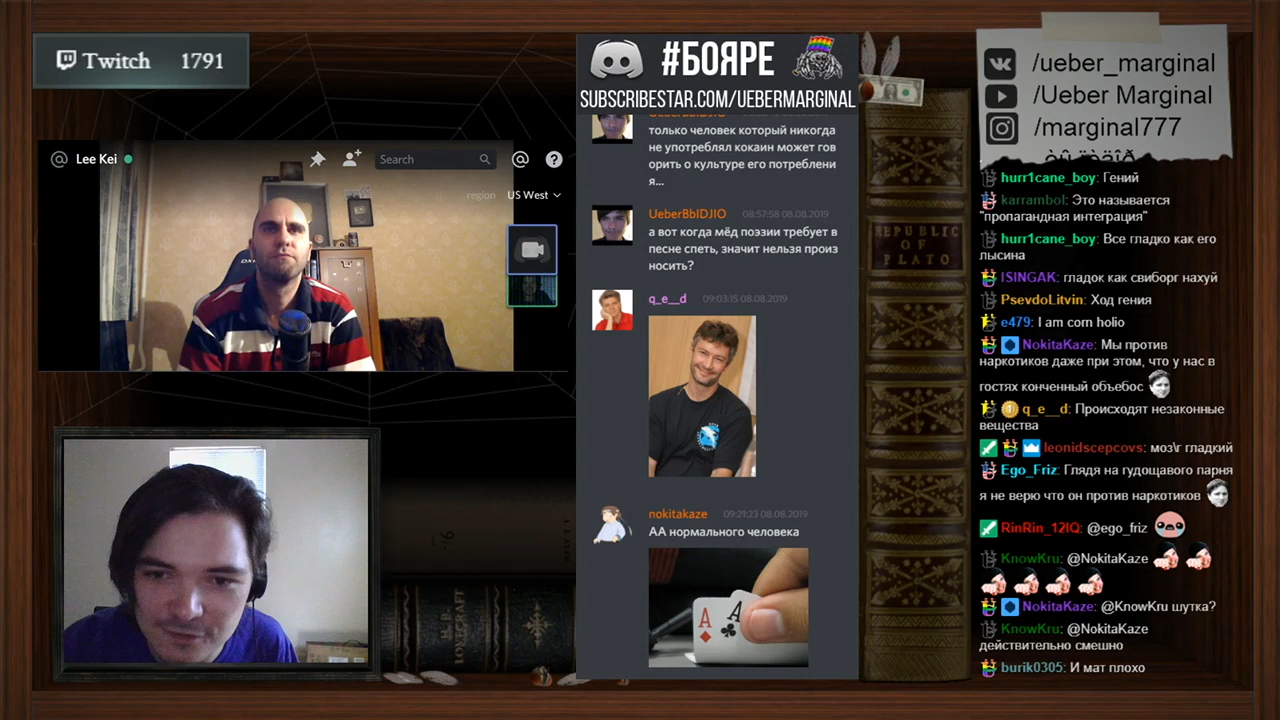 Twitch 1791
@ Lee Kei
Search
@
?
region US West
#БОЯРЕ
SUBSCRIBESTAR.COM/UEBERMARGINAL
UeberBbIDJIO
только человек который никогда
не употреблял кокаин может гов
орить о культуре его потреблени
я...
UeberBbIDJIO 08:57:58 08.08.2019
а вот когда мёд поэзии требует в
песне спеть, значит нельзя произ
носить?
q_e__d 09:03:15 08.08.2019
nokitakaze 09:21:23 08.08.2019
АА нормального человека
A
A
REPUBLIC
OF
PLATO
H.P.
LOVECRAFT
/ueber_marginal
/Ueber Marginal
/marginal777
hurr1cane_boy: Гений
karrambol: Это называется
"пропагандная интеграция"
hurr1cane_boy: Все гладко как его
лысина
ISINGAK: гладок как свиборг нахуй
PsevdoLitvin: Ход гения
e479: I am corn holio
NokitaKaze: Мы против
наркотиков даже при этом, что у нас в
гостях конченный объебос
q_e__d: Происходят незаконные
вещества
leonidscepcovs: моз\г гладкий
Ego_Friz: Глядя на гудощавого парня
я не верю что он против наркотиков
RinRin_12IQ: @ego_friz
KnowKru: @NokitaKaze
NokitaKaze: @KnowKru шутка?
KnowKru: @NokitaKaze
действительно смешно
burik0305: И мат плохо